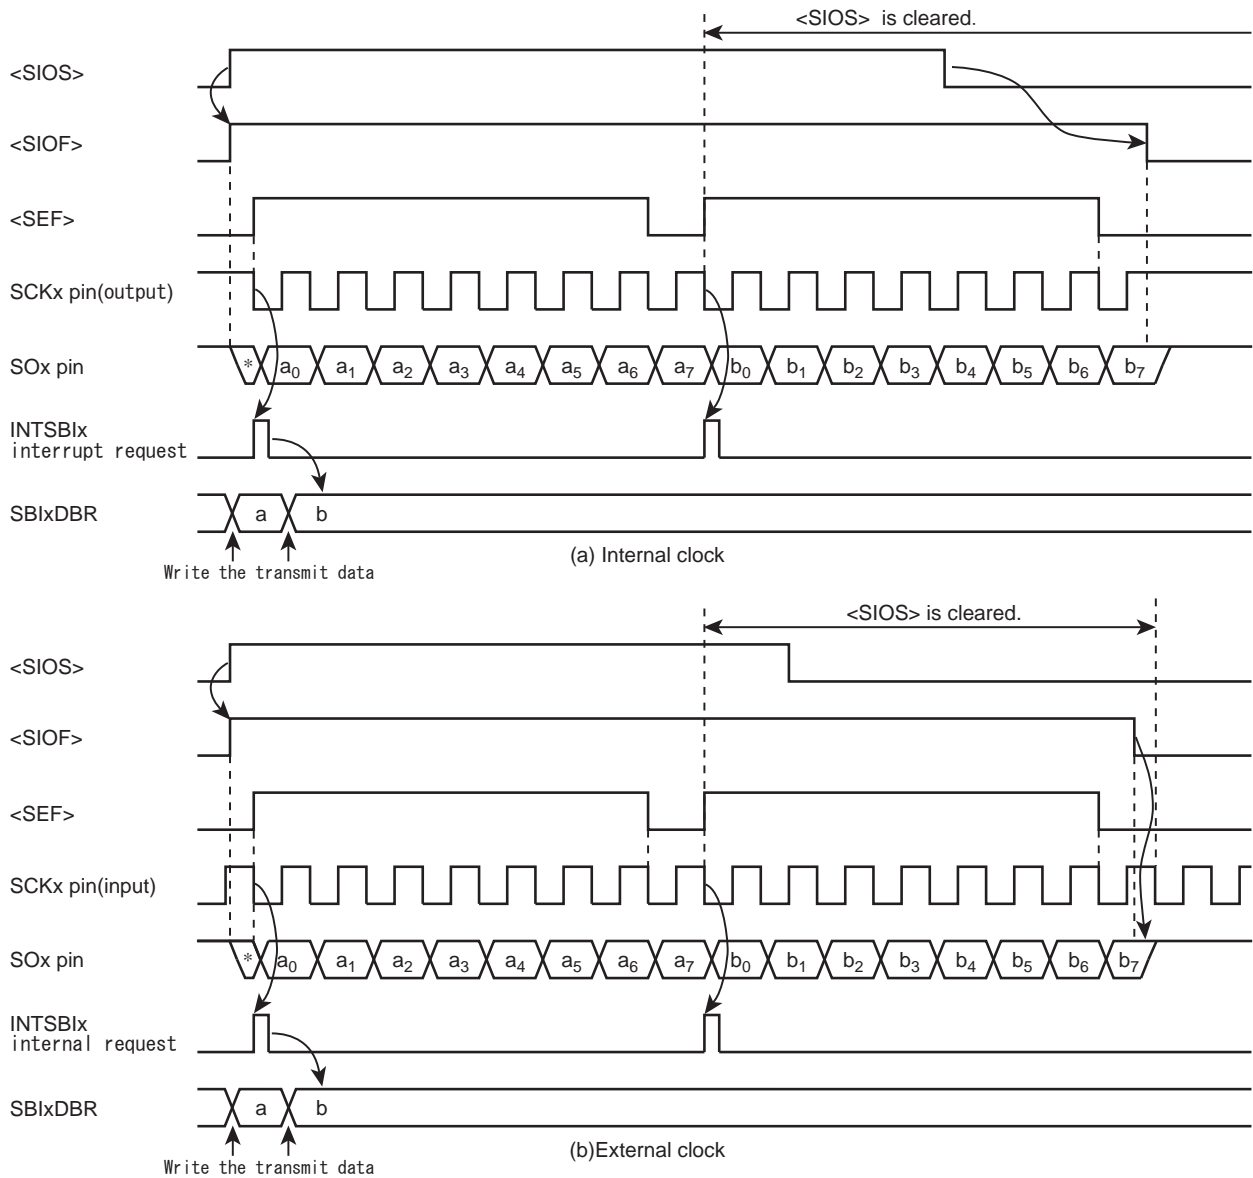 <SIOS> is cleared.
<SIOS>
<SIOF>
<SEF>
SCKx pin(output)
SOx pin
* a0 a1 a2 a3 a4 a5 a6 a7 b0 b1 b2 b3 b4 b5 b6 b7
INTSBIx
interrupt request
SBIxDBR
a b
(a) Internal clock
Write the transmit data
<SIOS> is cleared.
<SIOS>
<SIOF>
<SEF>
SCKx pin(input)
SOx pin
* a0 a1 a2 a3 a4 a5 a6 a7 b0 b1 b2 b3 b4 b5 b6 b7
INTSBIx
internal request
SBIxDBR
a b
(b)External clock
Write the transmit data